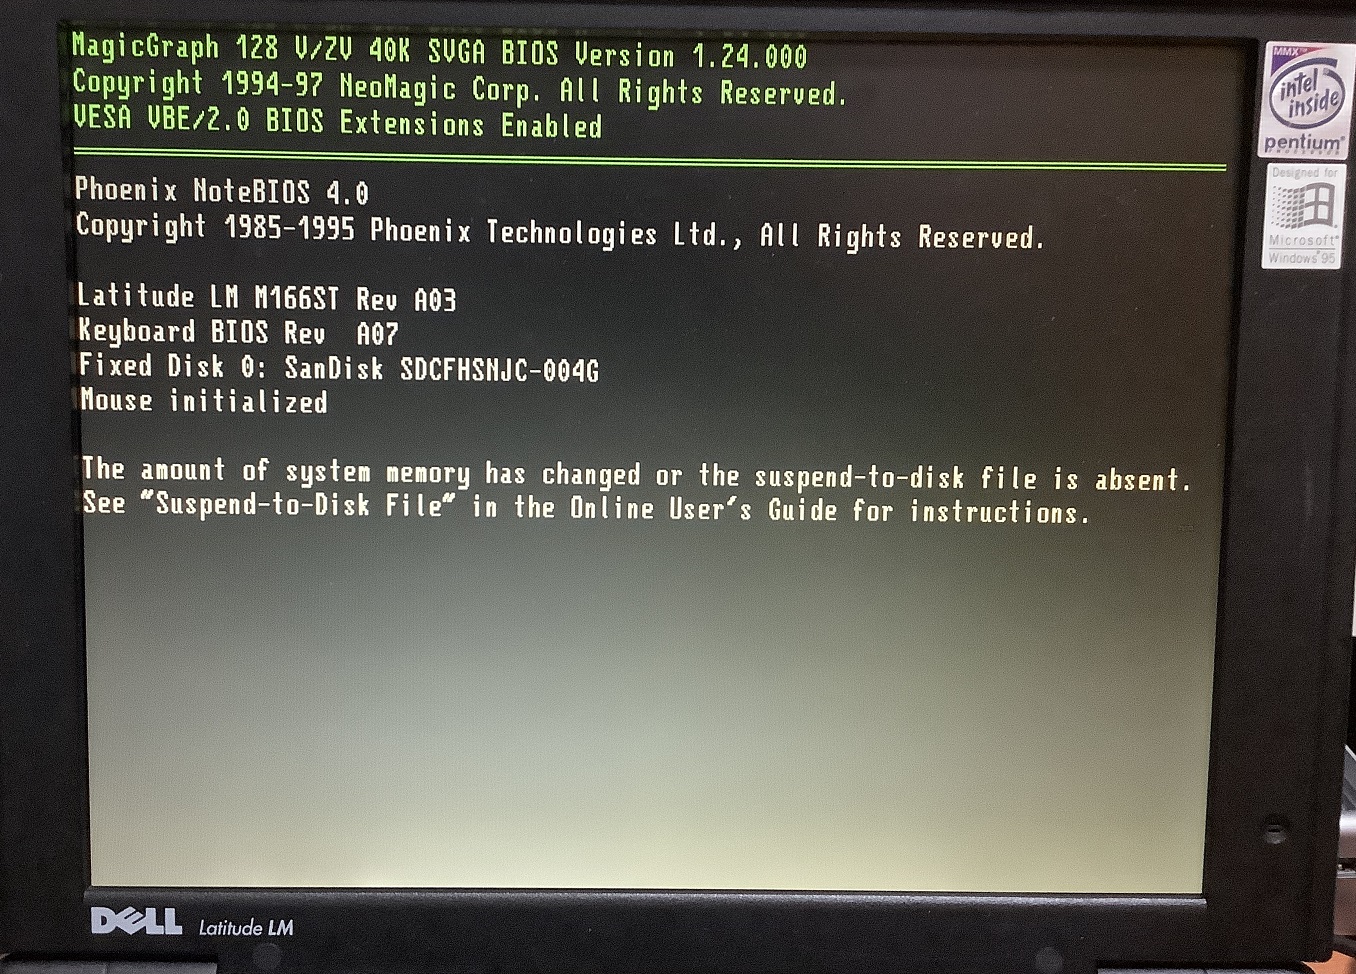 MagicGraph 128 V/ZV 40K SVGA BIOS Version 1.24.000
Copyright 1994-97 NeoMagic Corp. All Rights Reserved.
VESA VBE/2.0 BIOS Extensions Enabled
Phoenix NoteBIOS 4.0
Copyright 1985-1995 Phoenix Technologies Ltd., All Rights Reserved.
Latitude LM M166ST Rev A03
Keyboard BIOS Rev  A07
Fixed Disk 0: SanDisk SDCFHSNJC-004G
Mouse initialized
The amount of system memory has changed or the suspend-to-disk file is absent.
See "Suspend-to-Disk File" in the Online User's Guide for instructions.
MMX™
intel
inside
pentium®
PROCESSOR
Designed for
Microsoft®
Windows®95
DELL Latitude LM